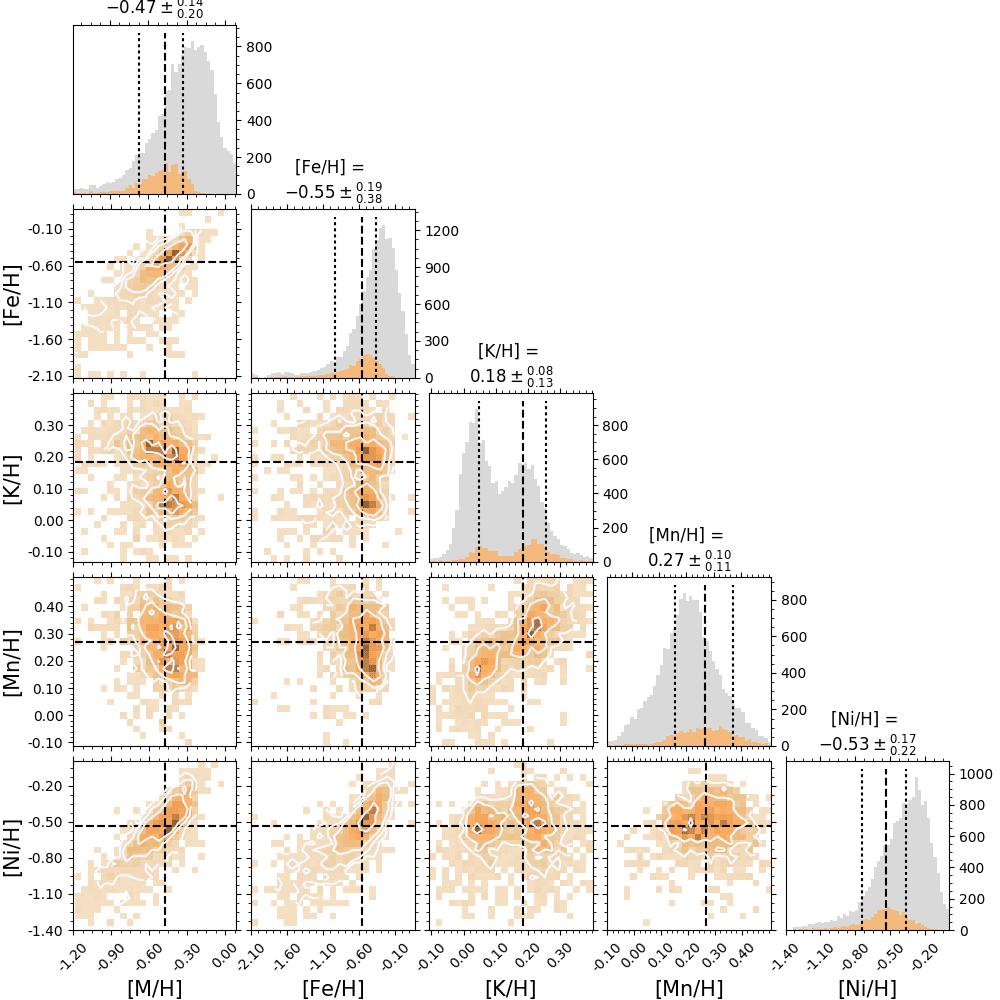 −0.47 ± 0.14 0.20
800
600
400
200
0
[Fe/H] =
−0.55 ± 0.19 0.38
-0.10
-0.60
-1.10
-1.60
-2.10
[Fe/H]
1200
900
600
300
0
[K/H] =
0.18 ± 0.08 0.13
0.30
0.20
0.10
0.00
-0.10
[K/H]
800
600
400
200
0
[Mn/H] =
0.27 ± 0.10 0.11
0.40
0.30
0.20
0.10
0.00
-0.10
[Mn/H]
800
600
400
200
0
[Ni/H] =
−0.53 ± 0.17 0.22
-0.20
-0.50
-0.80
-1.10
-1.40
[Ni/H]
1000
800
600
400
200
0
-1.20 -0.90 -0.60 -0.30 0.00
-2.10 -1.60 -1.10 -0.60 -0.10
-0.10 0.00 0.10 0.20 0.30
-0.10 0.00 0.10 0.20 0.30 0.40
-1.40 -1.10 -0.80 -0.50 -0.20
[M/H] [Fe/H] [K/H] [Mn/H] [Ni/H]